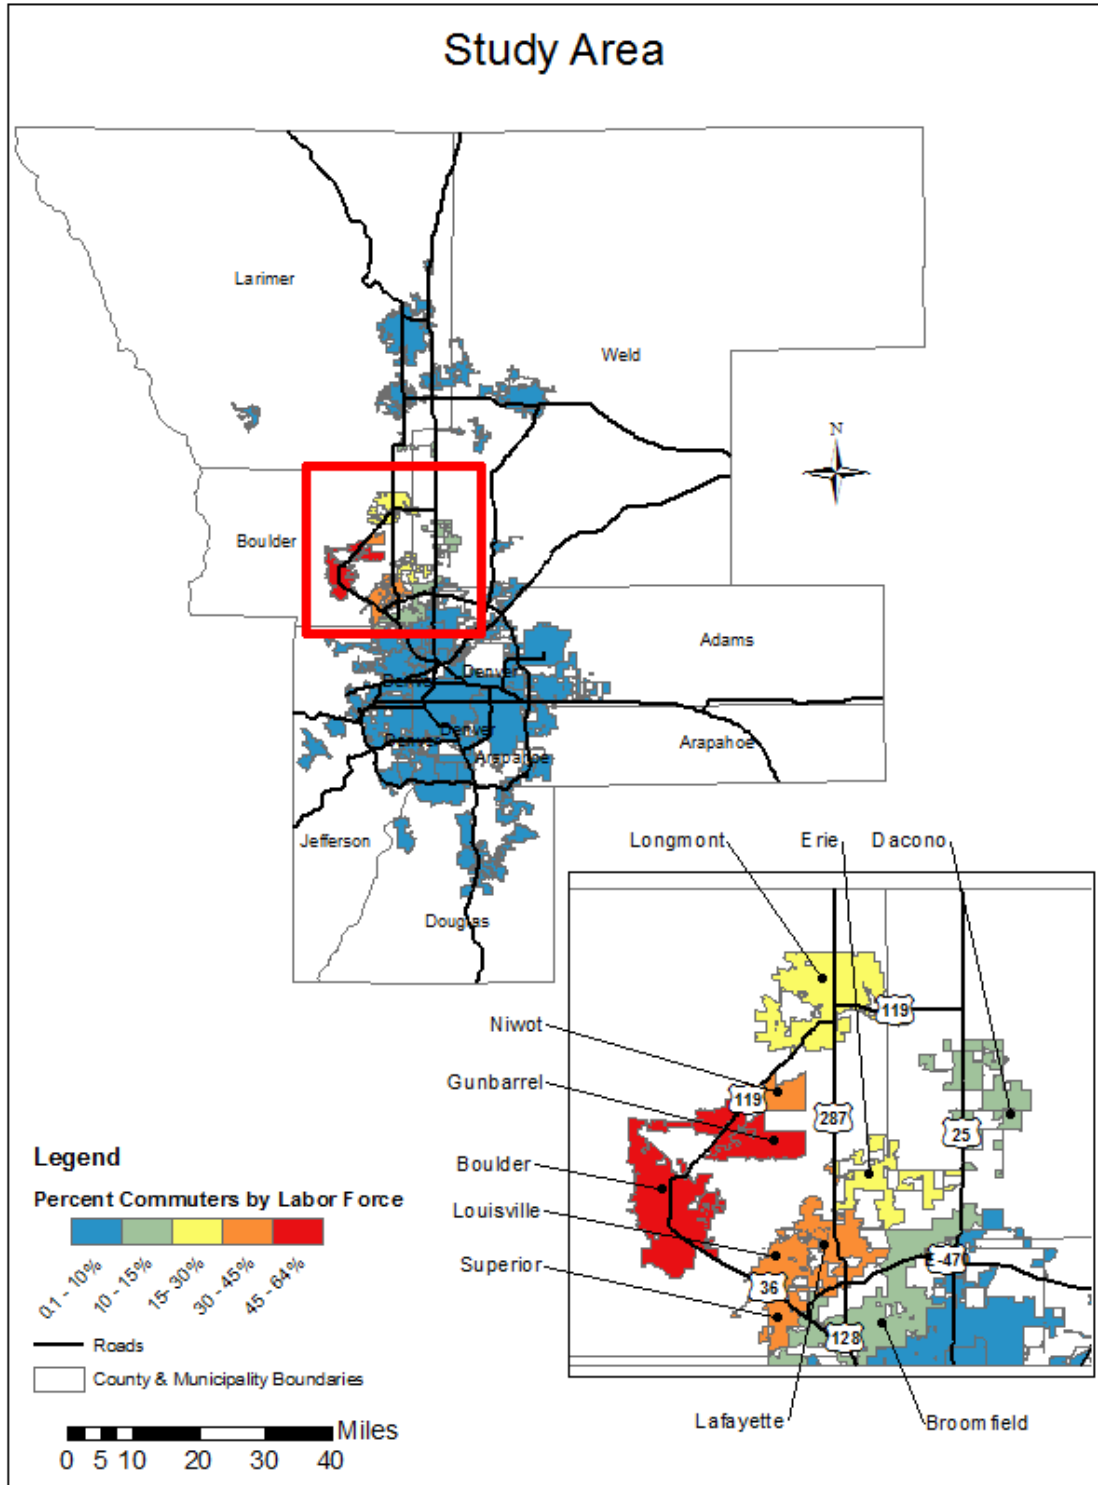 Study Area
Larimer
Weld
N
Boulder
Adams
Denver
Denver
Denver
Denver
Arapahoe
Arapahoe
Jefferson
Douglas
Longmont
Erie
Dacono
Niwot
Gunbarrel
Boulder
Louisville
Superior
Lafayette
Broomfield
119
119
287
25
E-470
36
128
Legend
Percent Commuters by Labor Force
0.1 - 10%
10 - 15%
15 - 30%
30 - 45%
45 - 64%
Roads
County & Municipality Boundaries
Miles
0 5 10 20 30 40